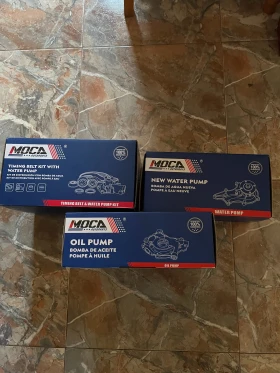 MOCA
TIMING BELT KIT WITH
WATER PUMP
TIMING BELT & WATER PUMP KIT
MOCA
NEW WATER PUMP
BOMBA DE AGUA NUEVA
POMPE À EAU NEUVE
WATER PUMP
MOCA
OIL PUMP
BOMBA DE ACEITE
POMPE À HUILE
OIL PUMP